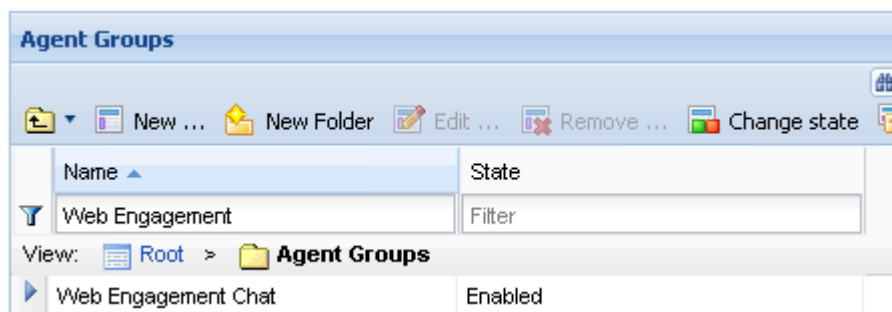 Agent Groups
New ... New Folder Edit ... Remove ... Change state
Name State
Web Engagement Filter
View: Root > Agent Groups
Web Engagement Chat Enabled